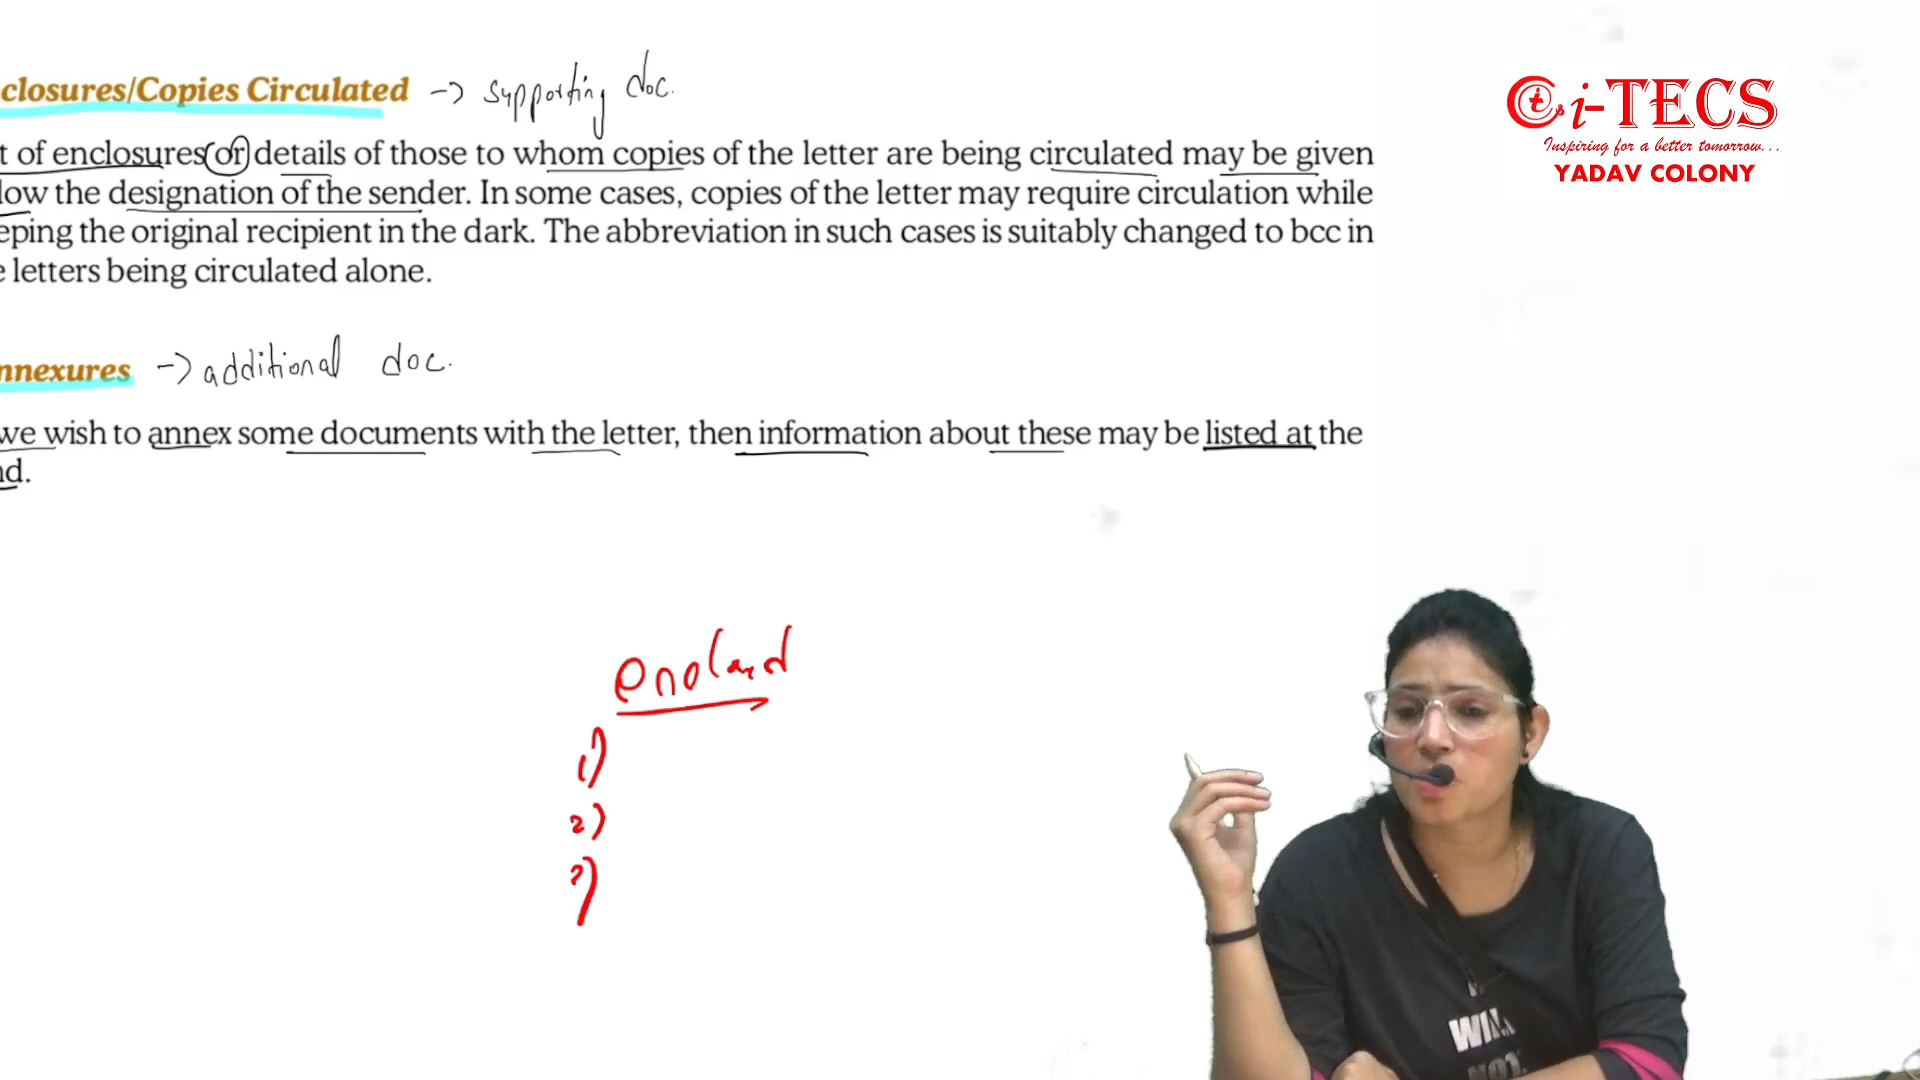 closures/Copies Circulated -> supporting doc.
t of enclosures (or) details of those to whom copies of the letter are being circulated may be given
low the designation of the sender. In some cases, copies of the letter may require circulation while
eping the original recipient in the dark. The abbreviation in such cases is suitably changed to bcc in
e letters being circulated alone.
nnexures -> additional doc.
we wish to annex some documents with the letter, then information about these may be listed at the
nd.
1)
2)
i-TECS
Inspiring for a better tomorrow...
YADAV COLONY